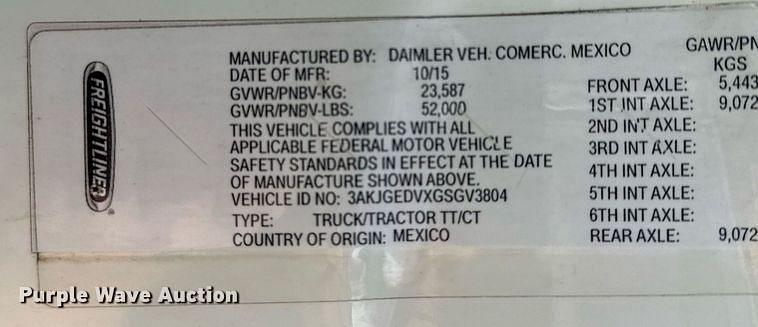 FREIGHTLINER
MANUFACTURED BY: DAIMLER VEH. COMERC. MEXICO
DATE OF MFR: 10/15
GVWR/PNBV-KG: 23,587
GVWR/PNBV-LBS: 52,000
THIS VEHICLE COMPLIES WITH ALL
APPLICABLE FEDERAL MOTOR VEHICLE
SAFETY STANDARDS IN EFFECT AT THE DATE
OF MANUFACTURE SHOWN ABOVE.
VEHICLE ID NO: 3AKJGEDVXGSGV3804
TYPE: TRUCK/TRACTOR TT/CT
COUNTRY OF ORIGIN: MEXICO
GAWR/PN
KGS
FRONT AXLE: 5,443
1ST INT AXLE: 9,072
2ND INT AXLE:
3RD INT AXLE:
4TH INT AXLE:
5TH INT AXLE:
6TH INT AXLE:
REAR AXLE: 9,072
Purple Wave Auction